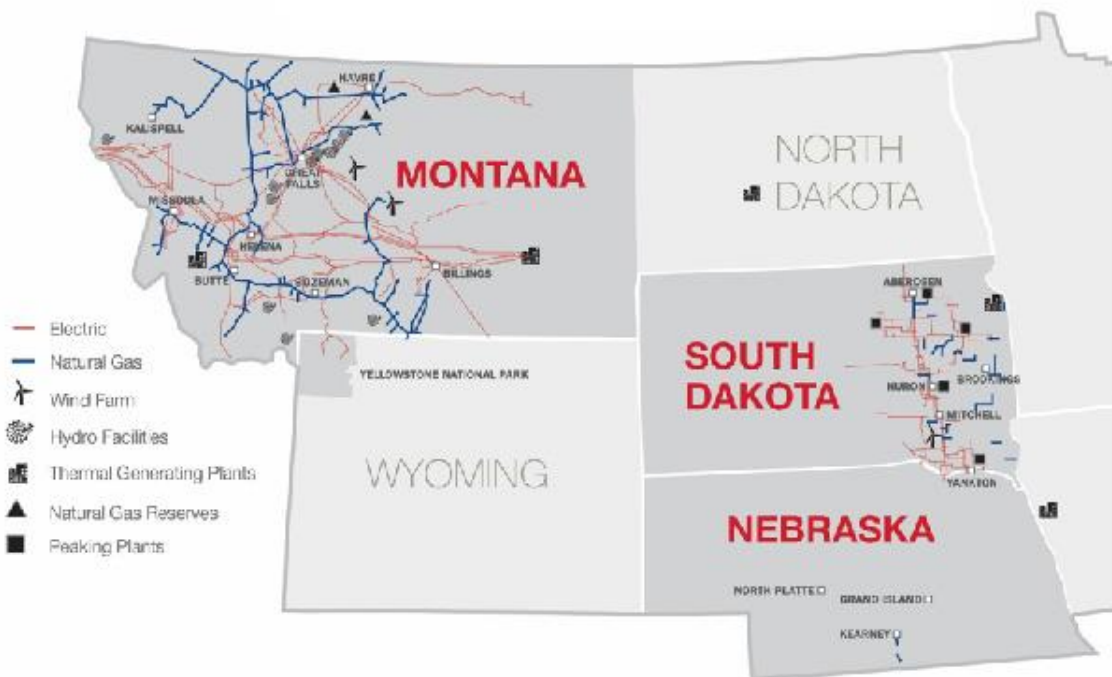 HAVRE
KALISPELL
GREAT
FALLS
MONTANA
MISSOULA
HELENA
BUTTE
BOZEMAN
BILLINGS
NORTH
DAKOTA
ABERDEEN
SOUTH
DAKOTA
HURON
BROOKINGS
MITCHELL
YANKTON
Electric
Natural Gas
Wind Farm
Hydro Facilities
Thermal Generating Plants
Natural Gas Reserves
Peaking Plants
YELLOWSTONE NATIONAL PARK
WYOMING
NEBRASKA
NORTH PLATTE
GRAND ISLAND
KEARNEY